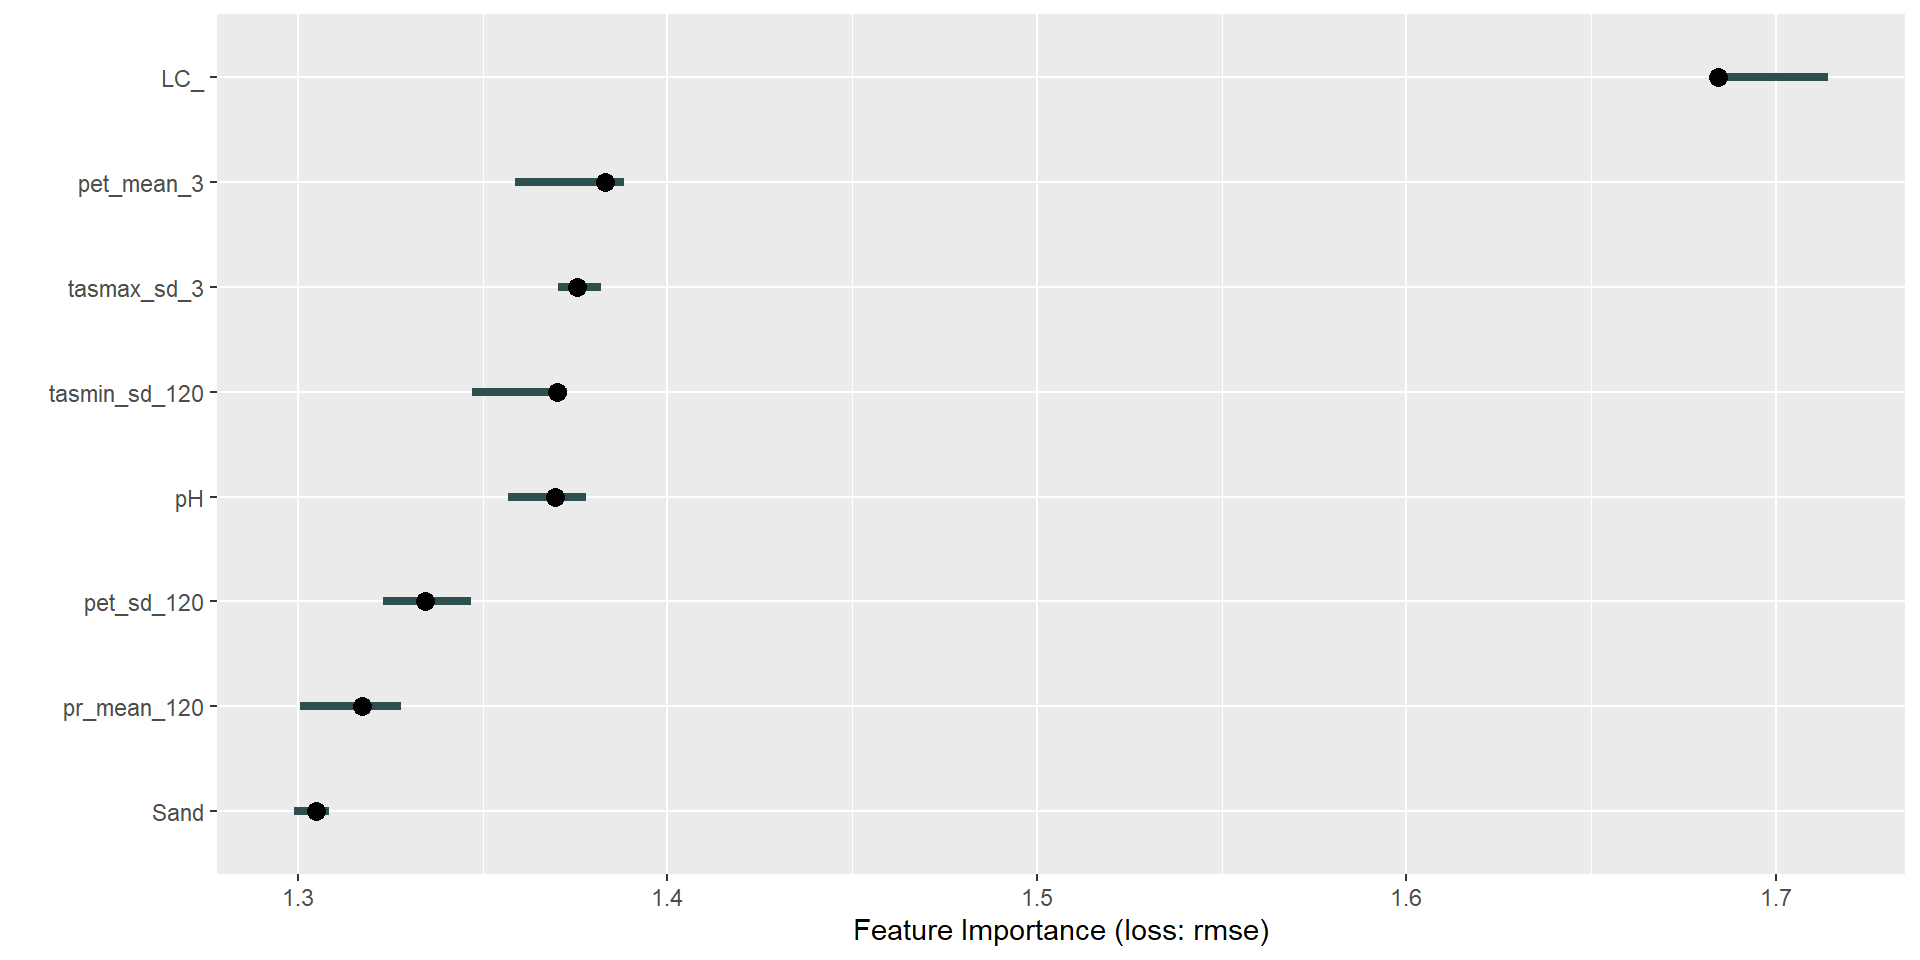 LC_
pet_mean_3
tasmax_sd_3
tasmin_sd_120
pH
pet_sd_120
pr_mean_120
Sand
1.3 1.4 1.5 1.6 1.7
Feature Importance (loss: rmse)